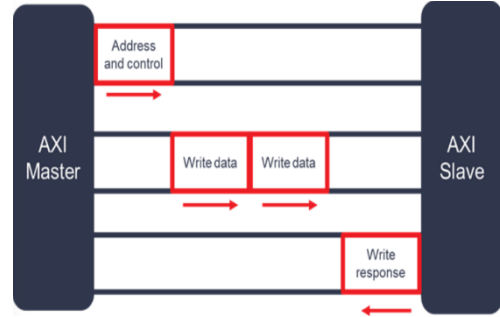 Address
and control
AXI
Master
Write data
Write data
AXI
Slave
Write
response